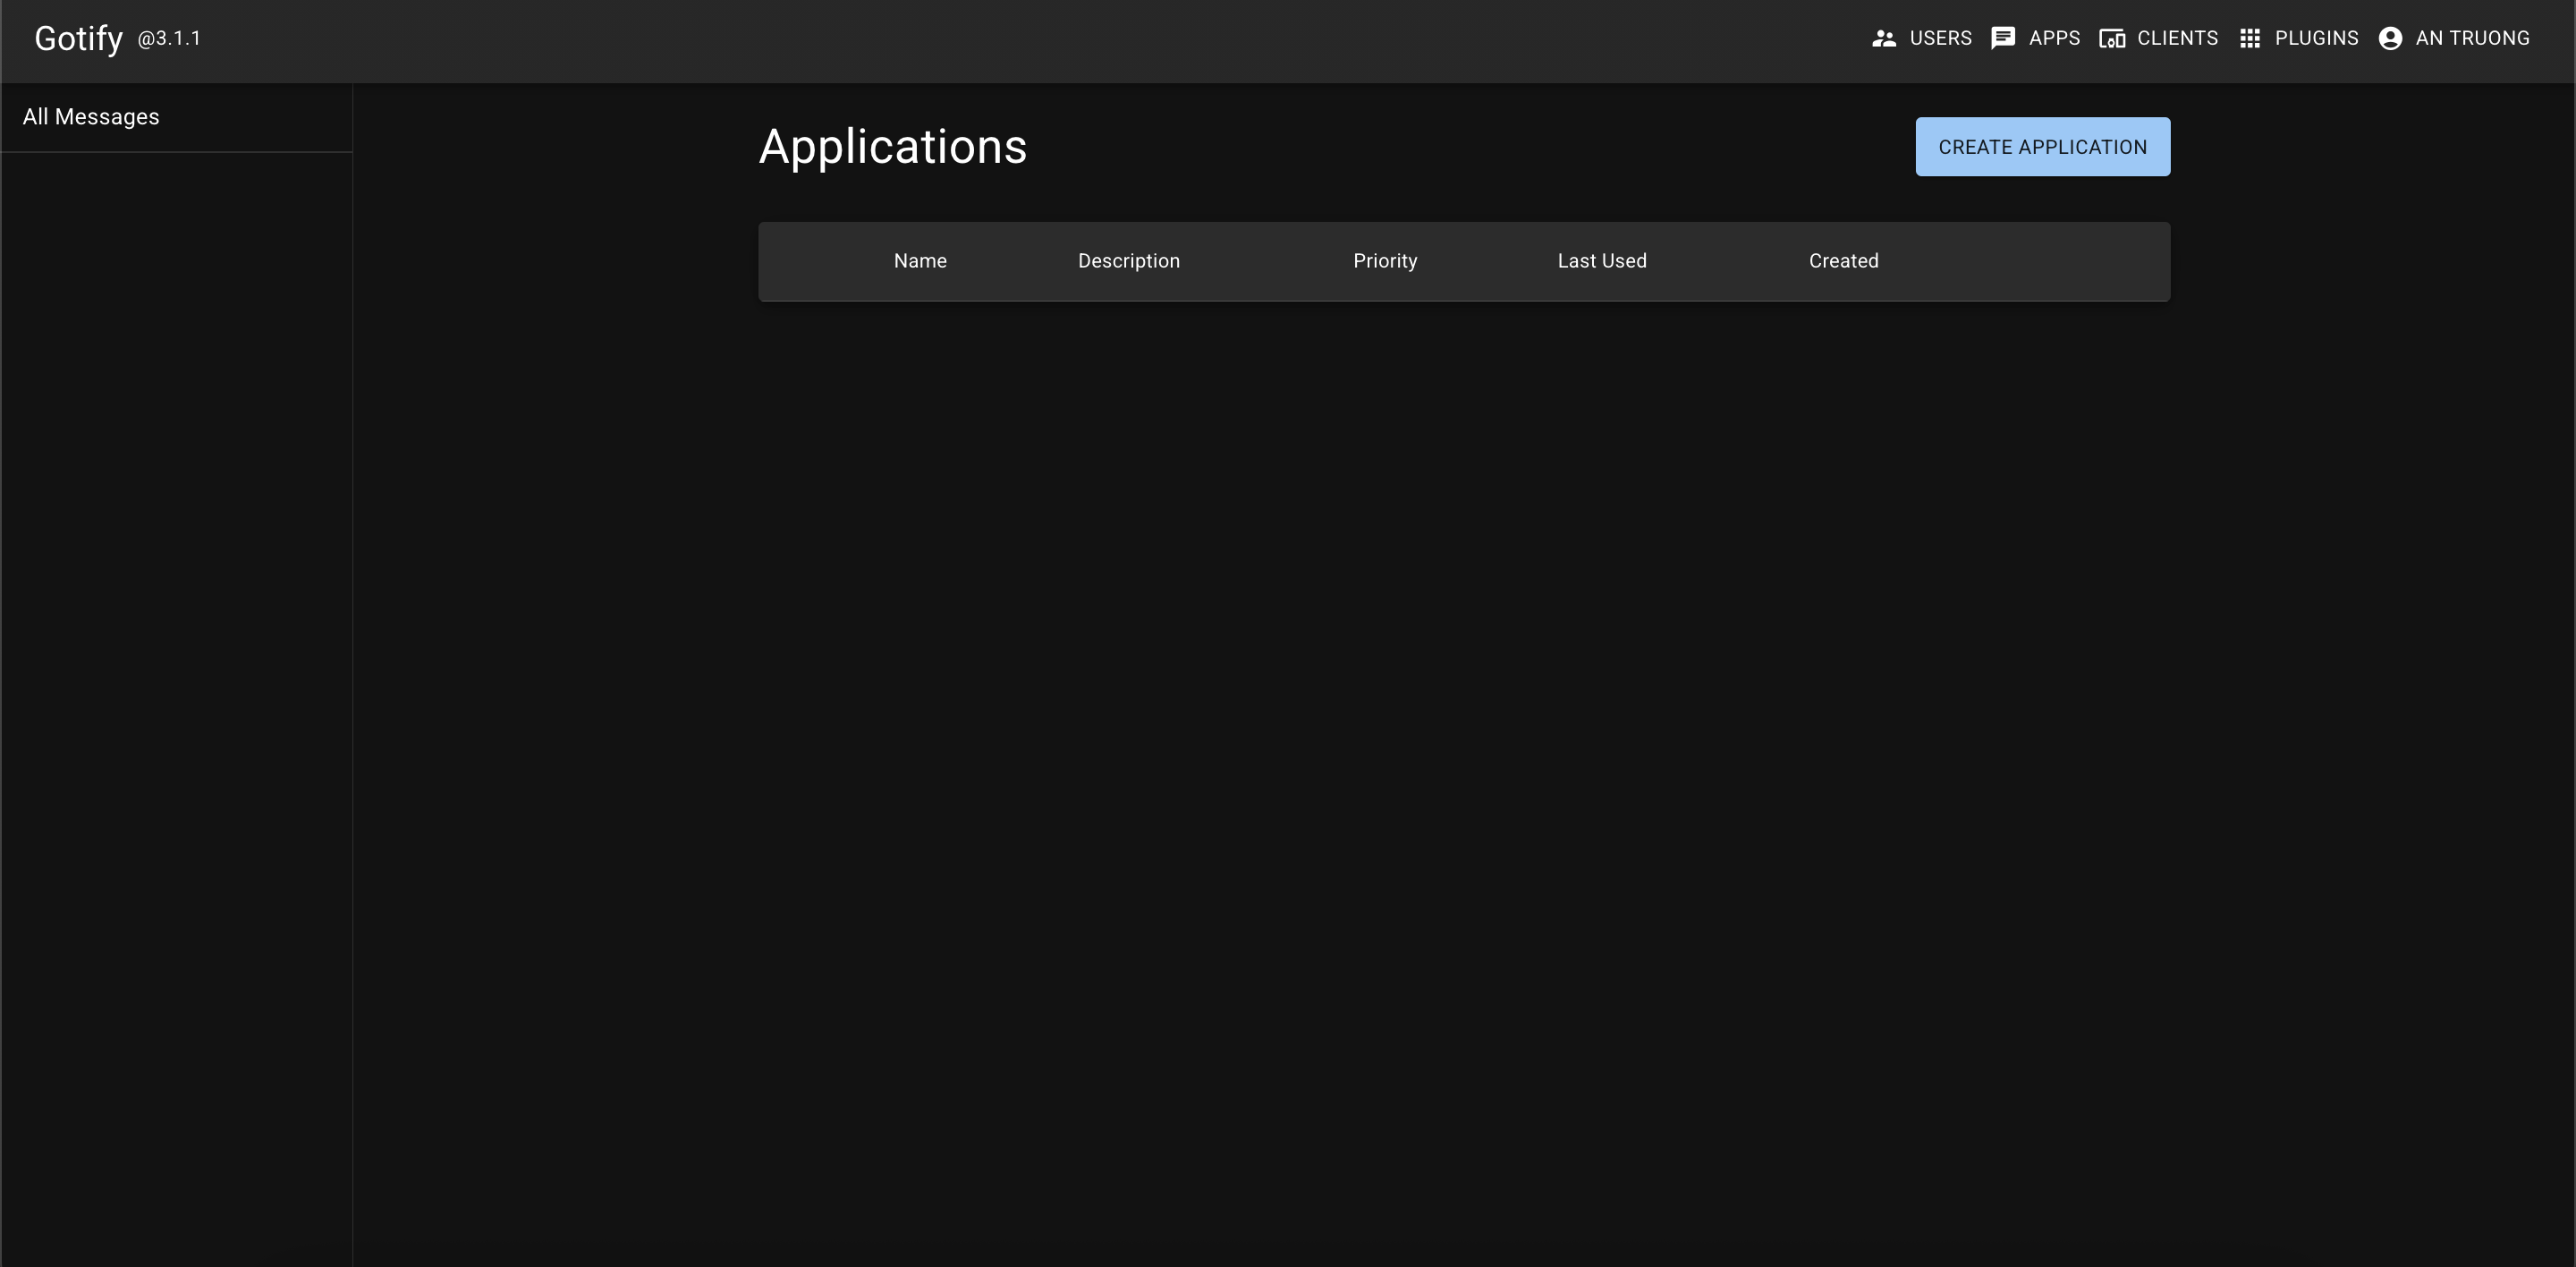 Gotify @3.1.1 USERS APPS CLIENTS PLUGINS AN TRUONG
All Messages
Applications CREATE APPLICATION
Name Description Priority Last Used Created